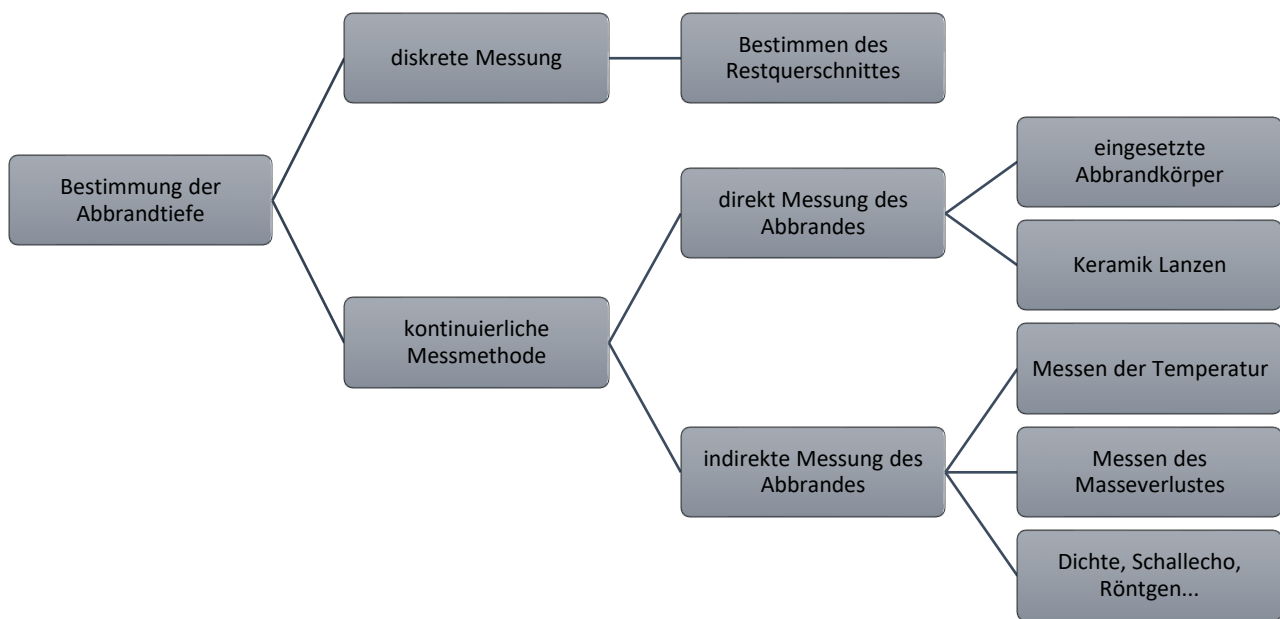 diskrete Messung
Bestimmen des
Restquerschnittes
Bestimmung der
Abbrandtiefe
kontinuierliche
Messmethode
direkt Messung des
Abbrandes
eingesetzte
Abbrandkörper
Keramik Lanzen
indirekte Messung des
Abbrandes
Messen der Temperatur
Messen des
Masseverlustes
Dichte, Schallecho,
Röntgen...